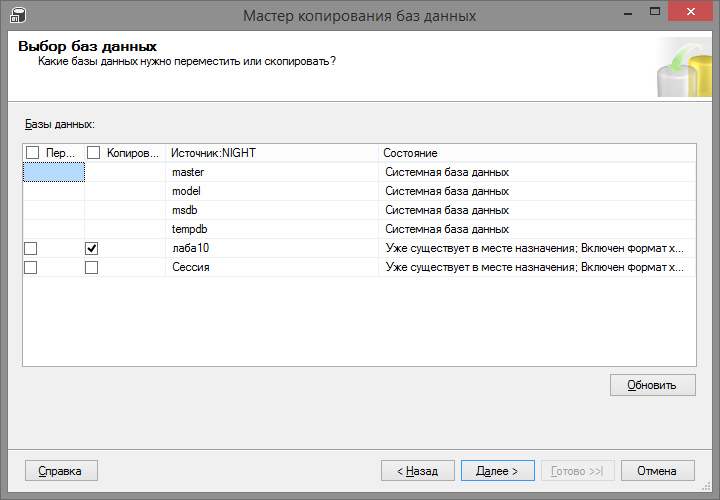 Мастер копирования баз данных
Выбор баз данных
Какие базы данных нужно переместить или скопировать?
Базы данных:
Пер... Копиров... Источник:NIGHT Состояние
master Системная база данных
model Системная база данных
msdb Системная база данных
tempdb Системная база данных
лаба10 Уже существует в месте назначения; Включен формат х...
Сессия Уже существует в месте назначения; Включен формат х...
Обновить
Справка < Назад Далее > Готово >>| Отмена